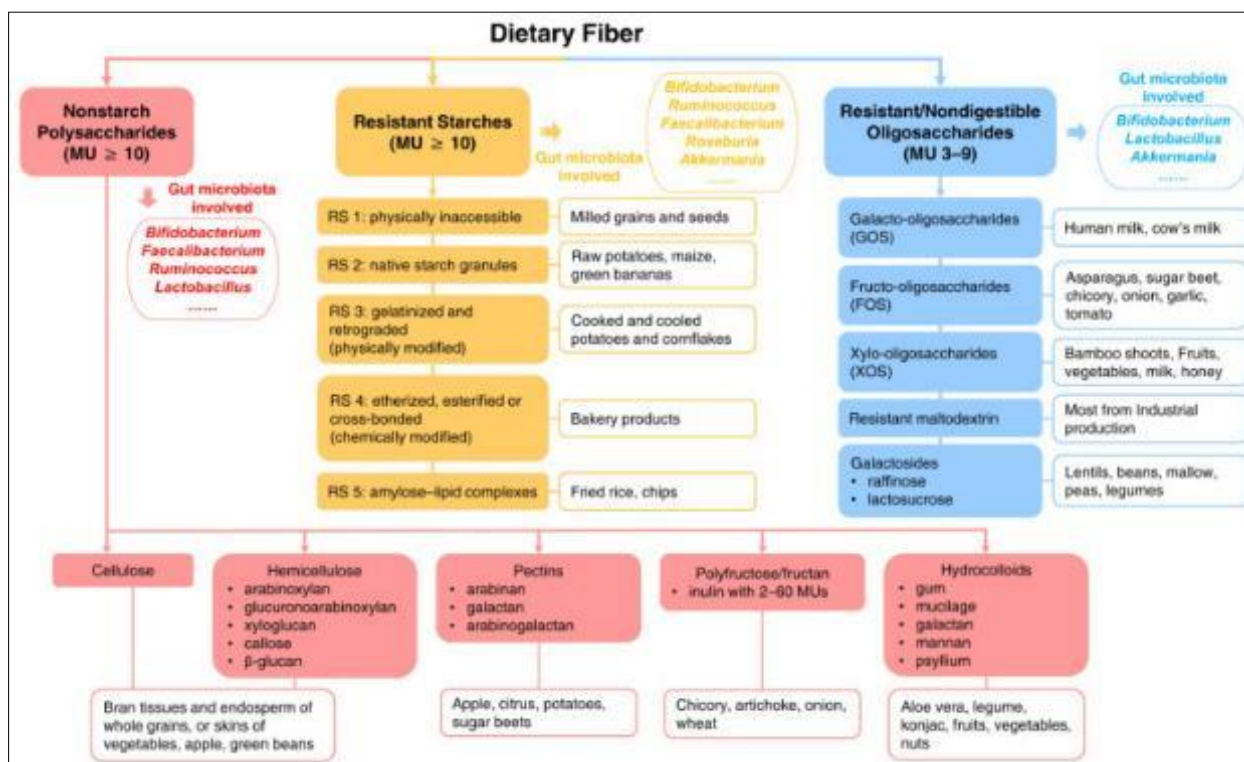 Dietary Fiber
Nonstarch
Polysaccharides
(MU ≥ 10)
Gut microbiota
involved
Bifidobacterium
Faecalibacterium
Ruminococcus
Lactobacillus
......
Resistant Starches
(MU ≥ 10)
Gut microbiota
involved
Bifidobacterium
Ruminococcus
Faecalibacterium
Roseburia
Akkermania
......
RS 1: physically inaccessible
Milled grains and seeds
RS 2: native starch granules
Raw potatoes, maize,
green bananas
RS 3: gelatinized and
retrograded
(physically modified)
Cooked and cooled
potatoes and cornflakes
RS 4: etherized, esterified or
cross-bonded
(chemically modified)
Bakery products
RS 5: amylose–lipid complexes
Fried rice, chips
Resistant/Nondigestible
Oligosaccharides
(MU 3–9)
Gut microbiota
involved
Bifidobacterium
Lactobacillus
Akkermania
......
Galacto-oligosaccharides
(GOS)
Human milk, cow's milk
Fructo-oligosaccharides
(FOS)
Asparagus, sugar beet,
chicory, onion, garlic,
tomato
Xylo-oligosaccharides
(XOS)
Bamboo shoots, Fruits,
vegetables, milk, honey
Resistant maltodextrin
Most from Industrial
production
Galactosides
• raffinose
• lactosucrose
Lentils, beans, mallow,
peas, legumes
Cellulose
Hemicellulose
• arabinoxylan
• glucuronoarabinoxylan
• xyloglucan
• callose
• β-glucan
Bran tissues and endosperm of
whole grains, or skins of
vegetables, apple, green beans
Pectins
• arabinan
• galactan
• arabinogalactan
Apple, citrus, potatoes,
sugar beets
Polyfructose/fructan
• inulin with 2–60 MUs
Chicory, artichoke, onion,
wheat
Hydrocolloids
• gum
• mucilage
• galactan
• mannan
• psyllium
Aloe vera, legume,
konjac, fruits, vegetables,
nuts